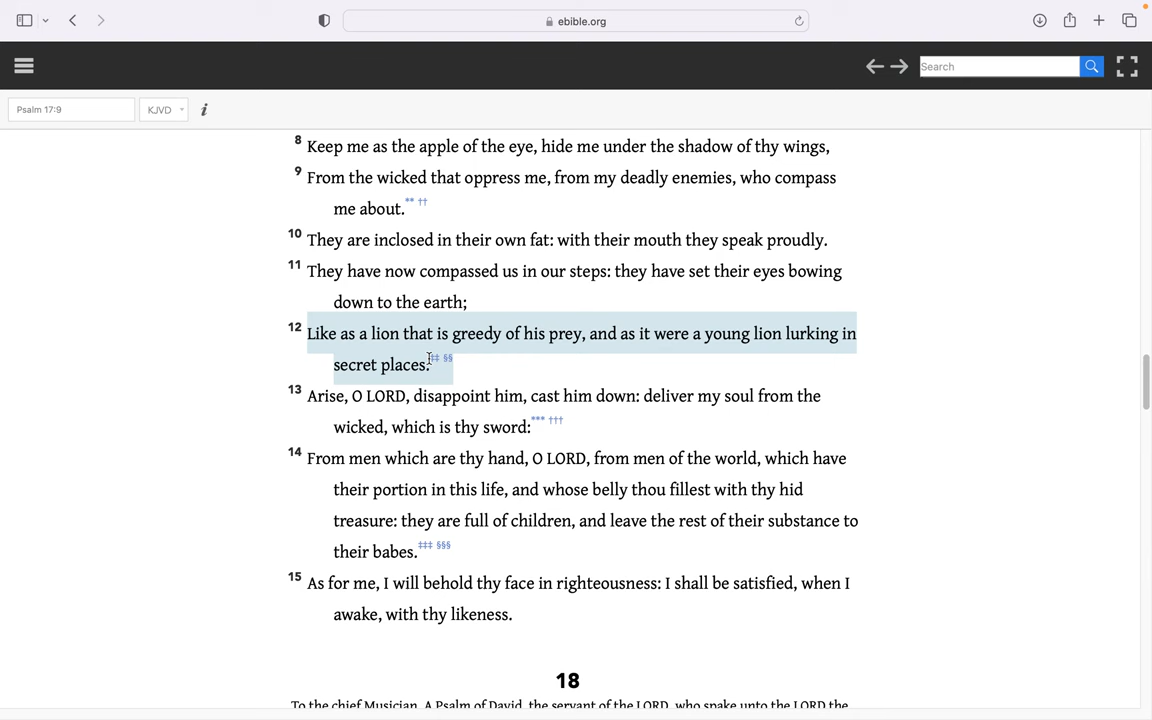 ebible.org
Search
Psalm 17:9 KJVD i
8 Keep me as the apple of the eye, hide me under the shadow of thy wings,
9 From the wicked that oppress me, from my deadly enemies, who compass
me about.** ††
10 They are inclosed in their own fat: with their mouth they speak proudly.
11 They have now compassed us in our steps: they have set their eyes bowing
down to the earth;
12 Like as a lion that is greedy of his prey, and as it were a young lion lurking in
secret places.‡‡ §§
13 Arise, O LORD, disappoint him, cast him down: deliver my soul from the
wicked, which is thy sword:*** †††
14 From men which are thy hand, O LORD, from men of the world, which have
their portion in this life, and whose belly thou fillest with thy hid
treasure: they are full of children, and leave the rest of their substance to
their babes.‡‡‡ §§§
15 As for me, I will behold thy face in righteousness: I shall be satisfied, when I
awake, with thy likeness.
18
To the chief Musician, A Psalm of David, the servant of the LORD, who spake unto the LORD the